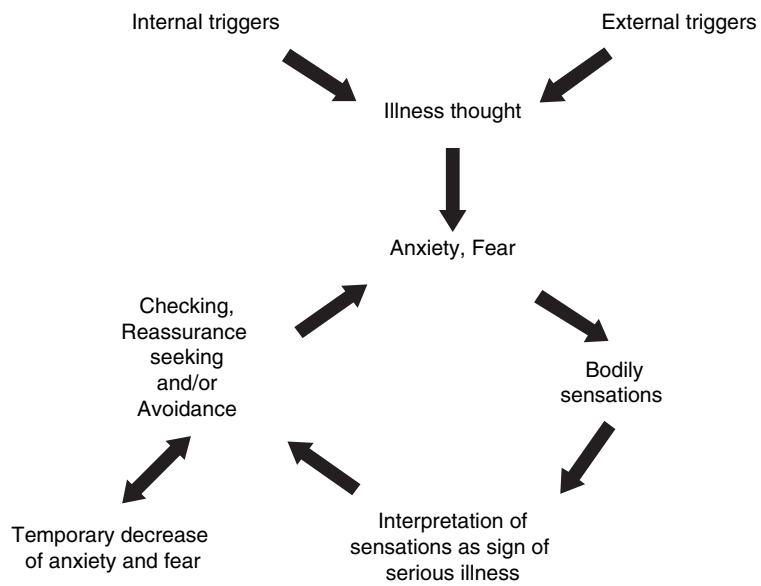 Internal triggers
External triggers
Illness thought
Anxiety, Fear
Checking,
Reassurance
seeking
and/or
Avoidance
Bodily
sensations
Temporary decrease
of anxiety and fear
Interpretation of
sensations as sign of
serious illness